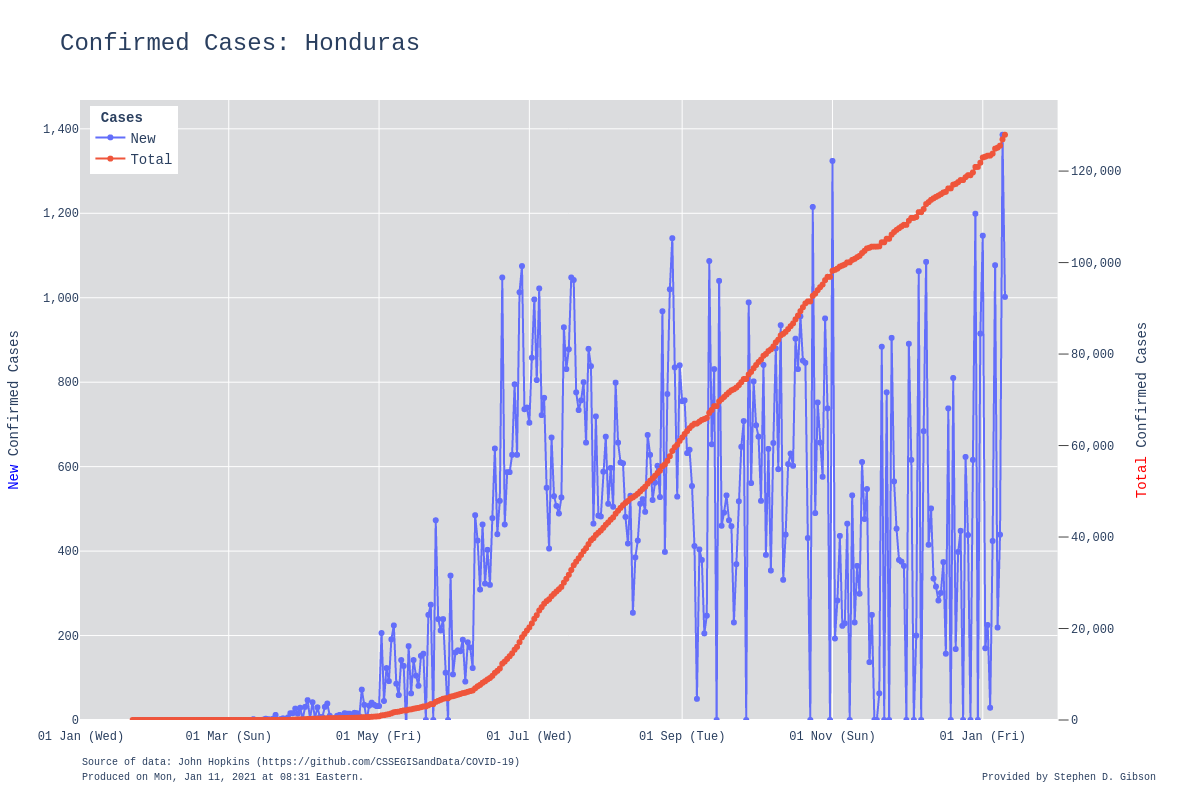 Confirmed Cases: Honduras
Cases
New
Total
1,400
1,200
1,000
800
600
400
200
0
120,000
100,000
80,000
60,000
40,000
20,000
0
New Confirmed Cases
Total Confirmed Cases
01 Jan (Wed) 01 Mar (Sun) 01 May (Fri) 01 Jul (Wed) 01 Sep (Tue) 01 Nov (Sun) 01 Jan (Fri)
Source of data: John Hopkins (https://github.com/CSSEGISandData/COVID-19)
Produced on Mon, Jan 11, 2021 at 08:31 Eastern.
Provided by Stephen D. Gibson